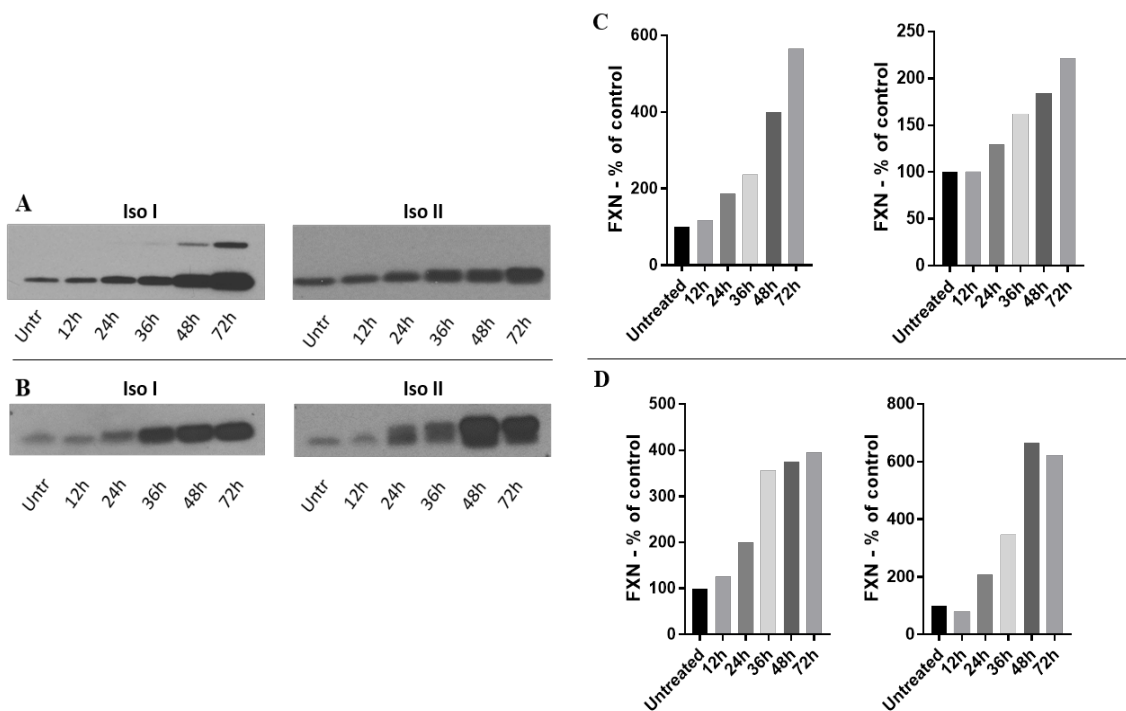 A
Iso I
Iso II
Untr 12h 24h 36h 48h 72h
Untr 12h 24h 36h 48h 72h
B
Iso I
Iso II
Untr 12h 24h 36h 48h 72h
Untr 12h 24h 36h 48h 72h
C
FXN - % of control
600
400
200
0
Untreated 12h 24h 36h 48h 72h
FXN - % of control
250
200
150
100
50
0
Untreated 12h 24h 36h 48h 72h
D
FXN - % of control
500
400
300
200
100
0
Untreated 12h 24h 36h 48h 72h
FXN - % of control
800
600
400
200
0
Untreated 12h 24h 36h 48h 72h